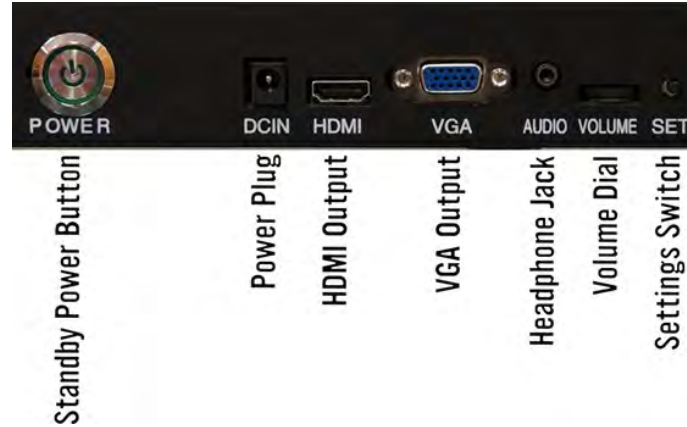 POWER DCIN HDMI VGA AUDIO VOLUME SET
Standby Power Button
Power Plug
HDMI Output
VGA Output
Headphone Jack
Volume Dial
Settings Switch